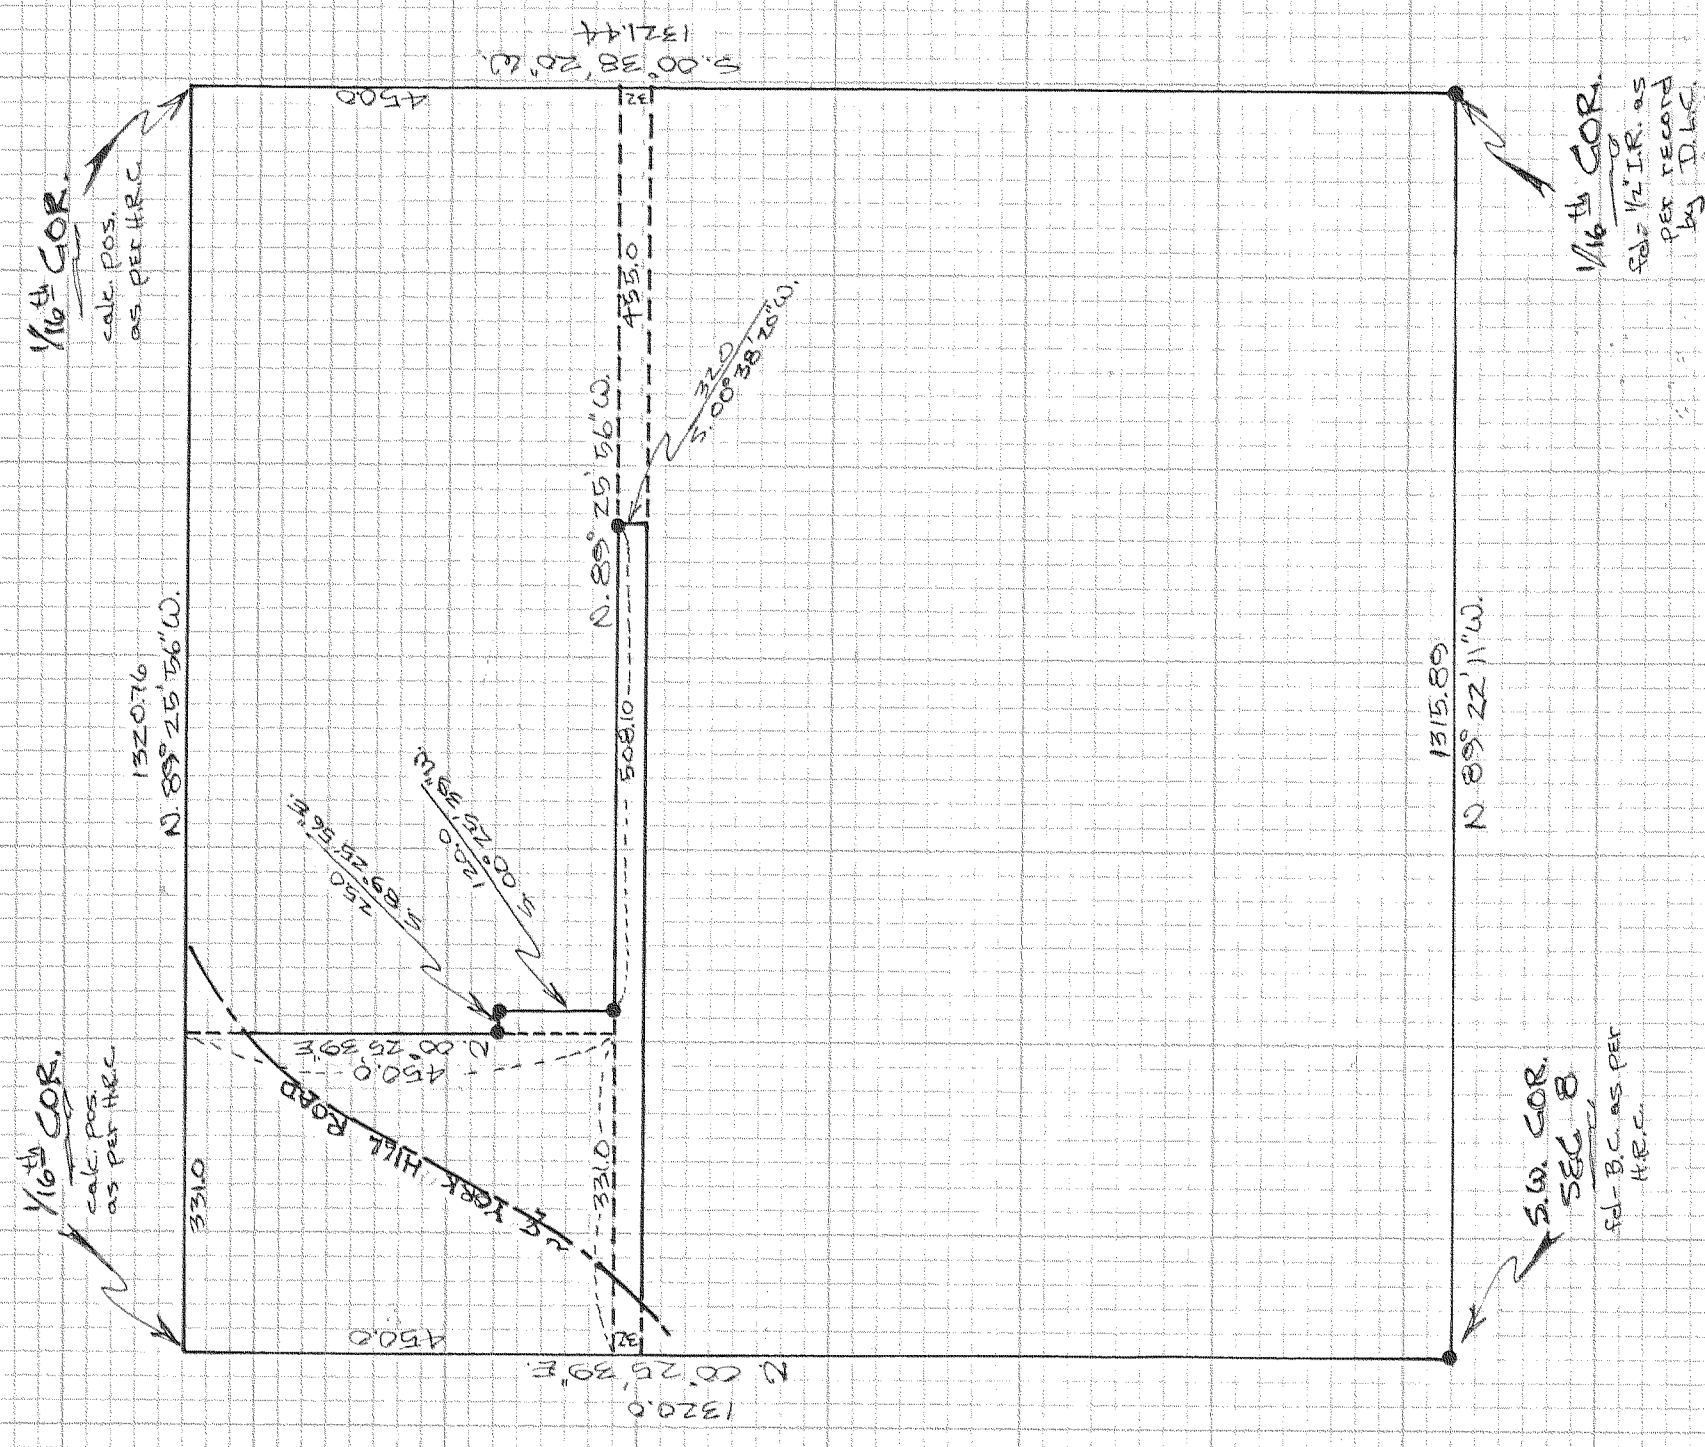 1/16th COR.
calc. pos.
as per H.R.C.
1/16th COR.
calc. pos.
as per H.R.C.
1320.76
N. 89° 25' 56" W.
331.0
450.0
S. 00° 38' 20" W.
1321.44
32
455.0
N. 89° 25' 56" W.
32.0
S. 00° 38' 20" W.
508.10
25.0
S. 89° 25' 56" E.
120.0
S. 00° 25' 39" W.
N. 00° 25' 39" E
450.0
YORK HILL ROAD
331.0
450.0
32
N. 00° 25' 39" E.
1320.0
1315.89
N. 89° 22' 11" W.
S.W. COR.
SEC 8
fd.- B.C. as per
H.R.C.
1/16th COR.
fd.- 1/2" I.R. as
per record
by D.L.C.